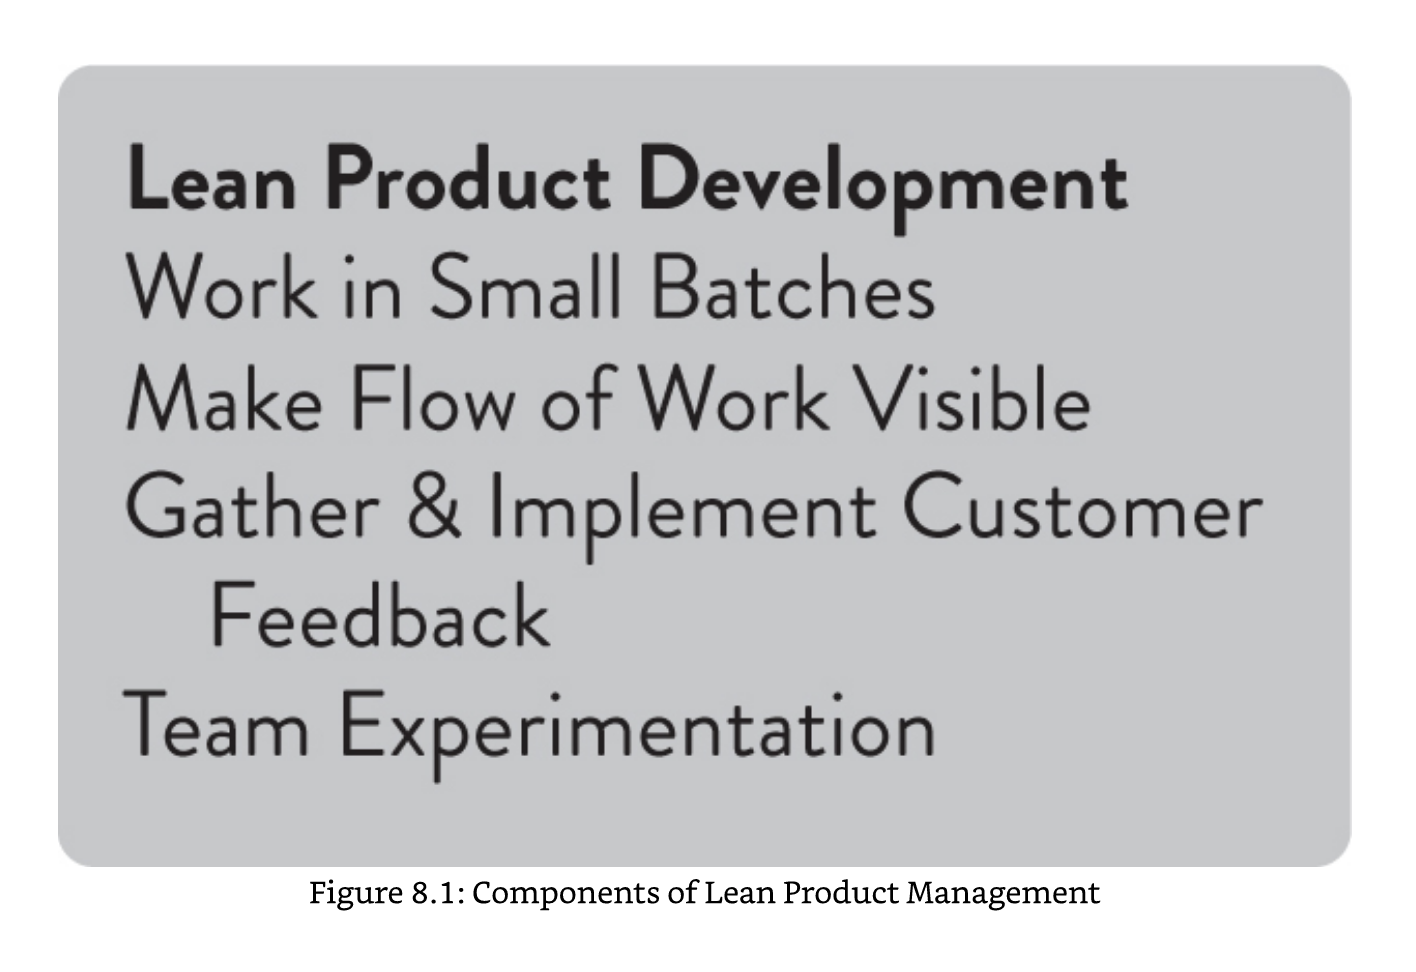 Lean Product Development
Work in Small Batches
Make Flow of Work Visible
Gather & Implement Customer
Feedback
Team Experimentation
Figure 8.1: Components of Lean Product Management